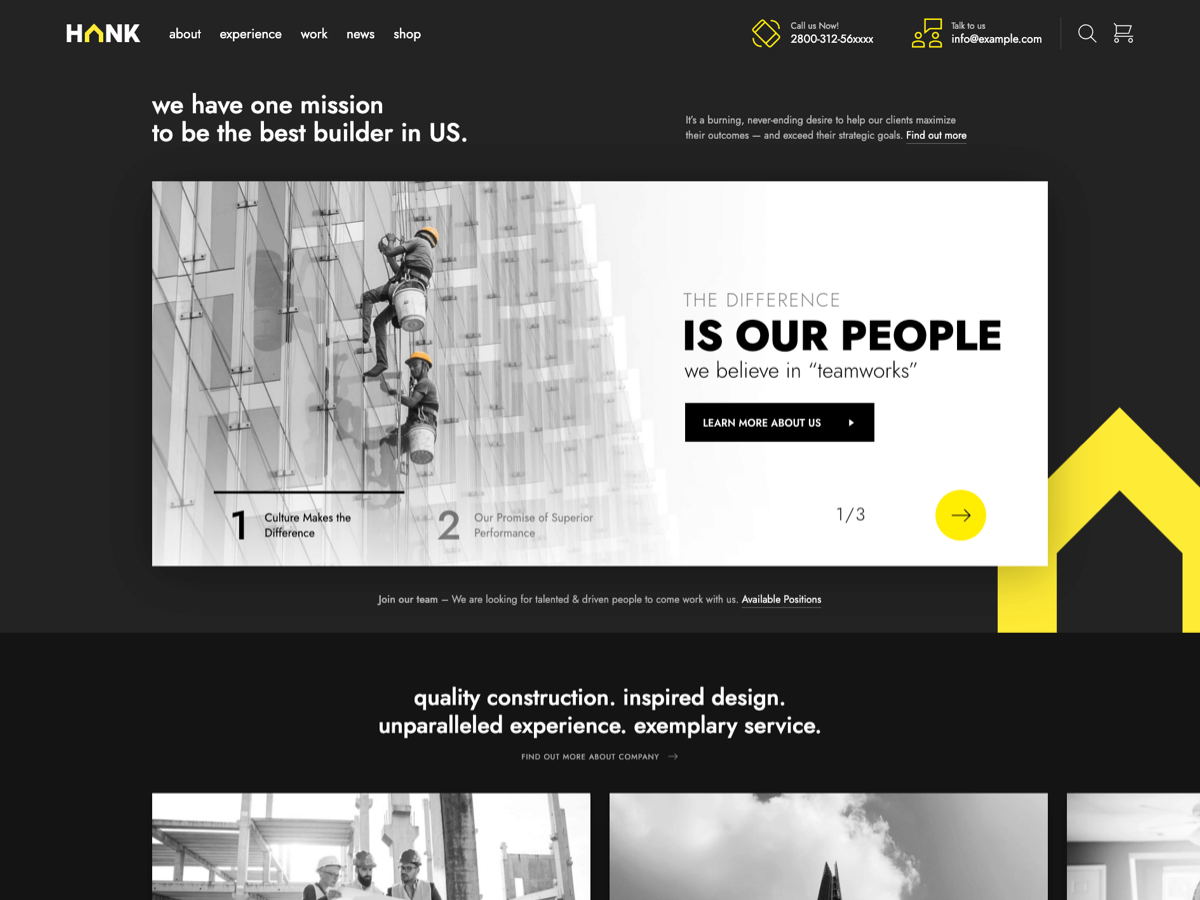 HANK
about experience work news shop
Call us Now!
2800-312-56xxxx
Talk to us
info@example.com
we have one mission
to be the best builder in US.
It's a burning, never-ending desire to help our clients maximize
their outcomes — and exceed their strategic goals. Find out more
THE DIFFERENCE
IS OUR PEOPLE
we believe in “teamworks”
LEARN MORE ABOUT US
1 Culture Makes the
Difference
2 Our Promise of Superior
Performance
1/3
Join our team – We are looking for talented & driven people to come work with us. Available Positions
quality construction. inspired design.
unparalleled experience. exemplary service.
FIND OUT MORE ABOUT COMPANY